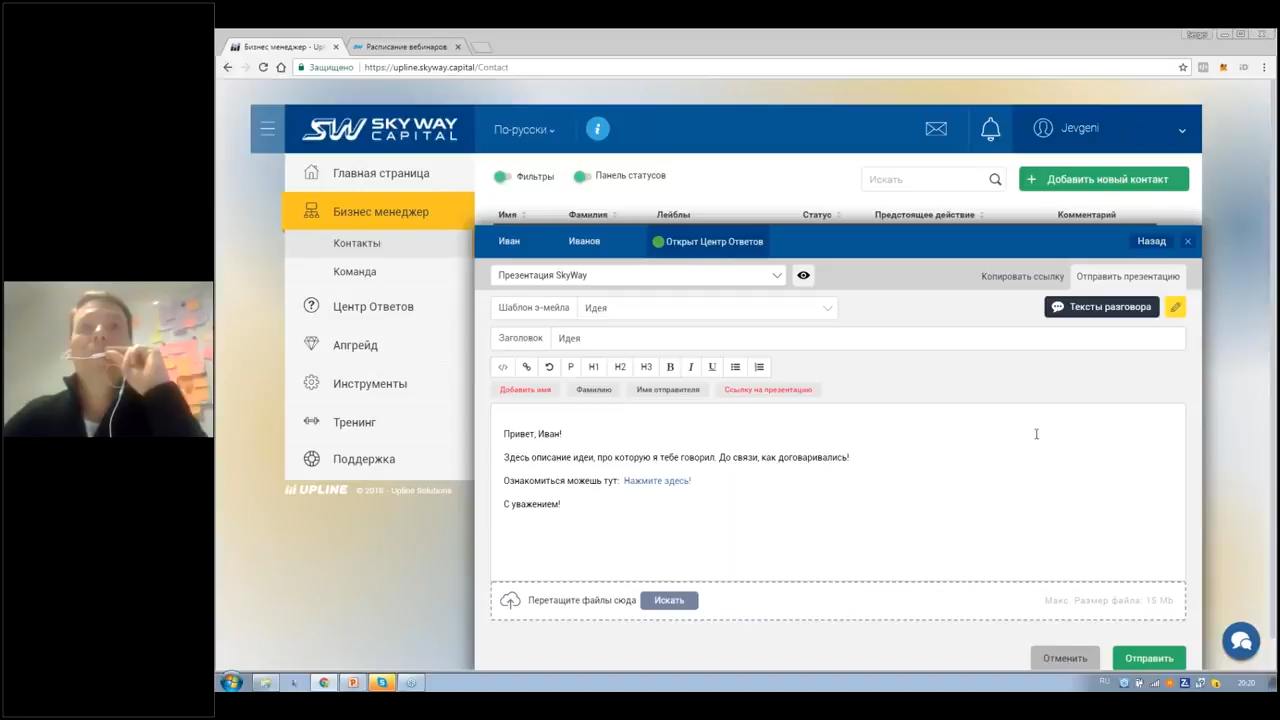 Бизнес менеджер - Upl
Расписание вебинаров
Serge
Защищено
https://upline.skyway.capital/Contact
SW SKY WAY CAPITAL
По-русски
Jevgeni
Главная страница
Бизнес менеджер
Контакты
Команда
Центр Ответов
Апгрейд
Инструменты
Тренинг
Поддержка
UPLINE © 2018 - Upline Solutions
Фильтры
Панель статусов
Искать
+ Добавить новый контакт
Имя
Фамилия
Лейблы
Статус
Предстоящее действие
Комментарий
Иван
Иванов
Открыт Центр Ответов
Назад
Презентация SkyWay
Копировать ссылку
Отправить презентацию
Шаблон э-мейла
Идея
Тексты разговора
Заголовок
Идея
P H1 H2 H3 B I U
Добавить имя
Фамилию
Имя отправителя
Ссылку на презентацию
Привет, Иван!
Здесь описание идеи, про которую я тебе говорил. До связи, как договаривались!
Ознакомиться можешь тут: Нажмите здесь!
С уважением!
Перетащите файлы сюда
Искать
Макс. Размер файла: 15 Mb
Отменить
Отправить
RU
20:20